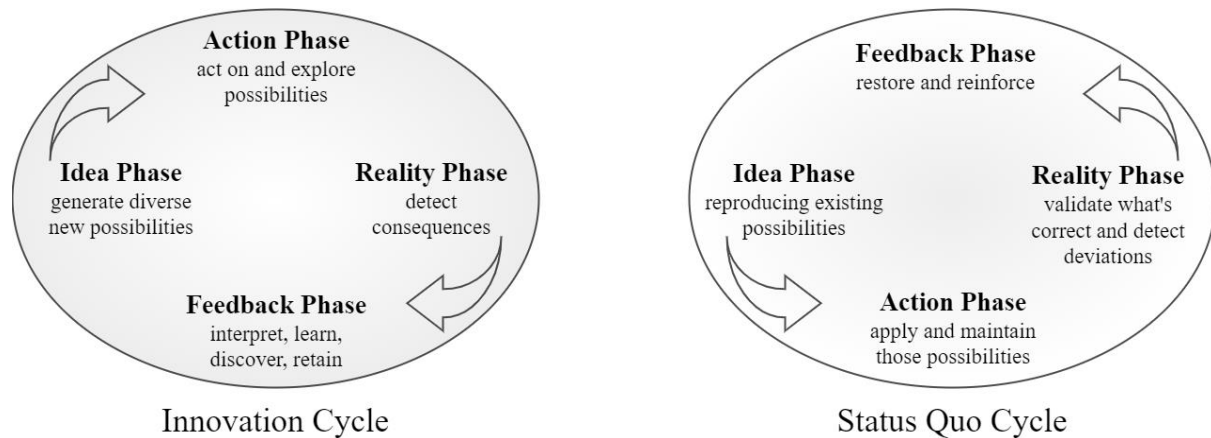 Action Phase
act on and explore
possibilities
Idea Phase
generate diverse
new possibilities
Reality Phase
detect
consequences
Feedback Phase
interpret, learn,
discover, retain
Innovation Cycle
Feedback Phase
restore and reinforce
Idea Phase
reproducing existing
possibilities
Reality Phase
validate what's
correct and detect
deviations
Action Phase
apply and maintain
those possibilities
Status Quo Cycle